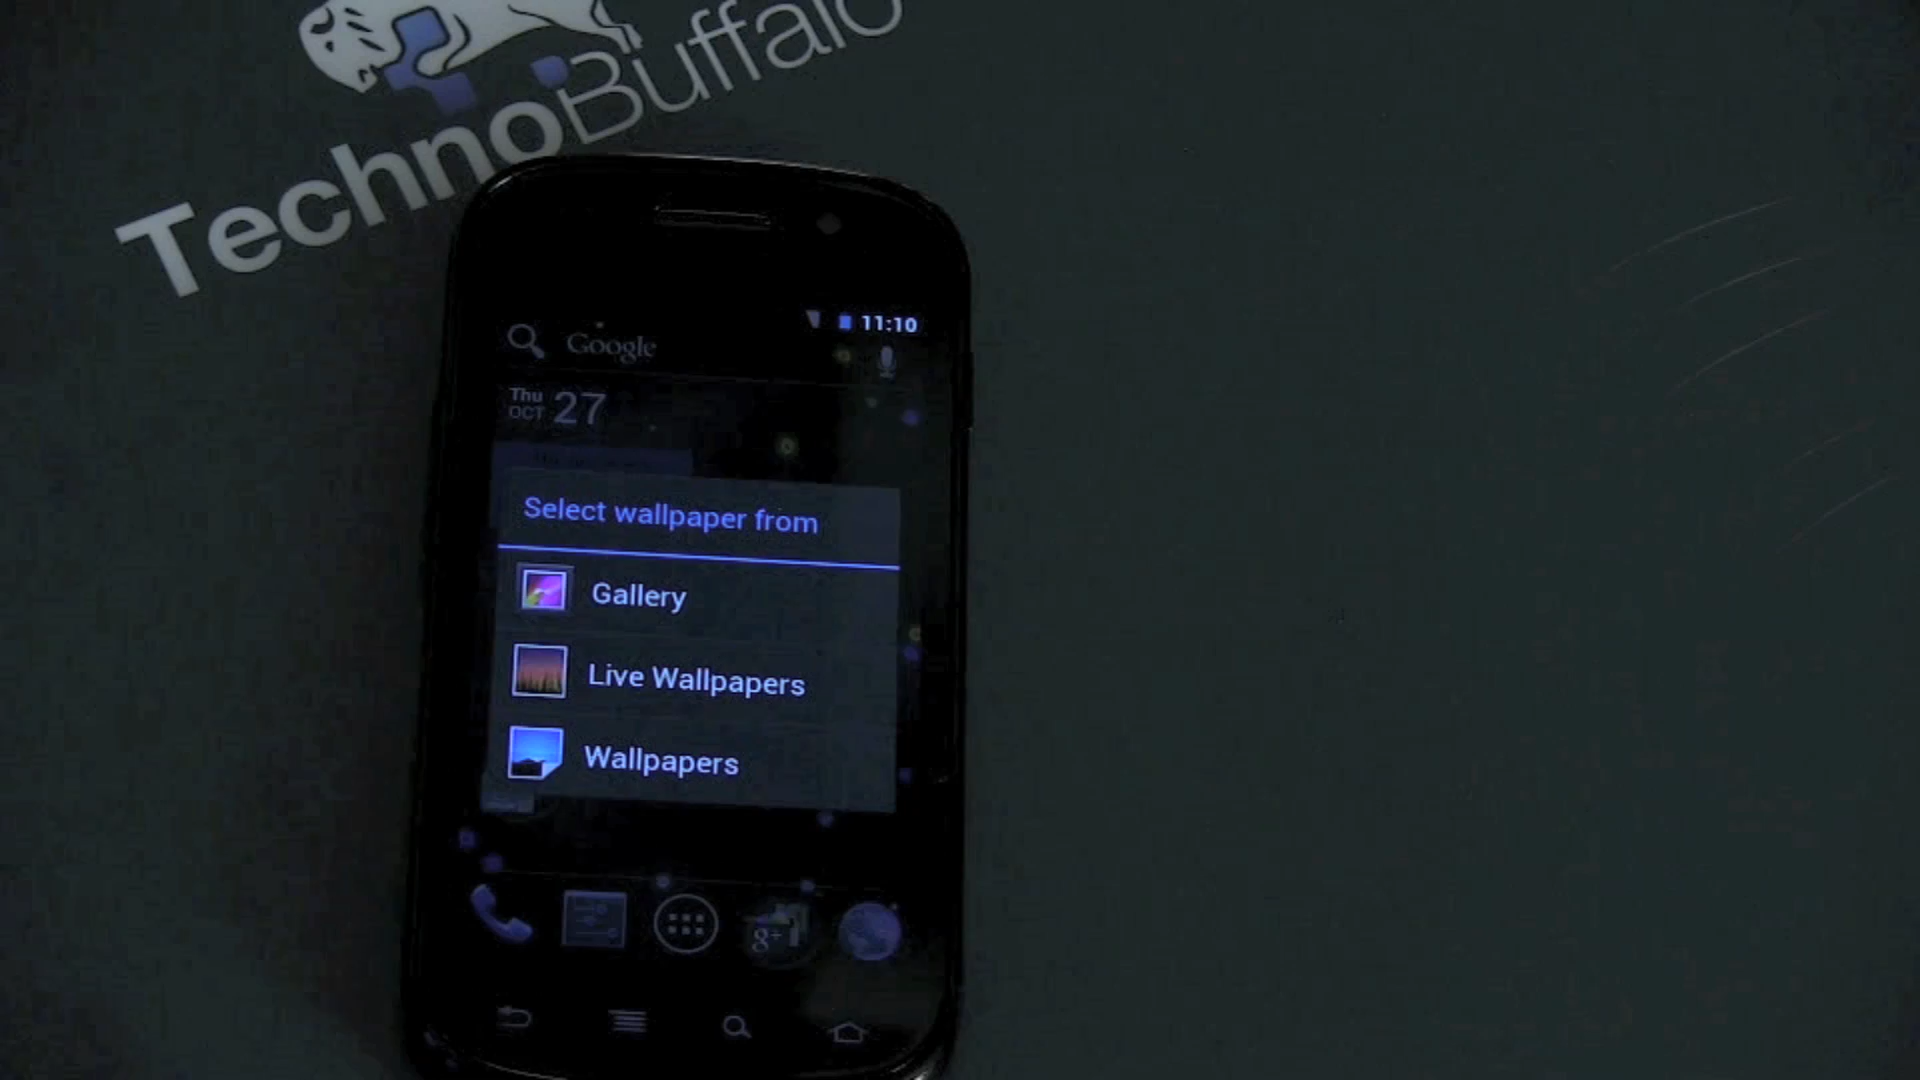 TechnoBuffalo
11:10
Google
Thu
OCT 27
Select wallpaper from
Gallery
Live Wallpapers
Wallpapers
g+